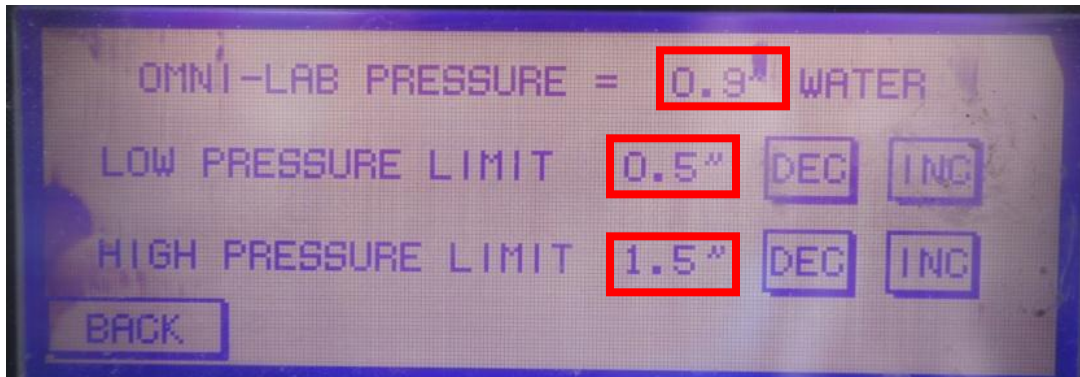 OMNI-LAB PRESSURE = 0.9" WATER
LOW PRESSURE LIMIT 0.5" DEC INC
HIGH PRESSURE LIMIT 1.5" DEC INC
BACK